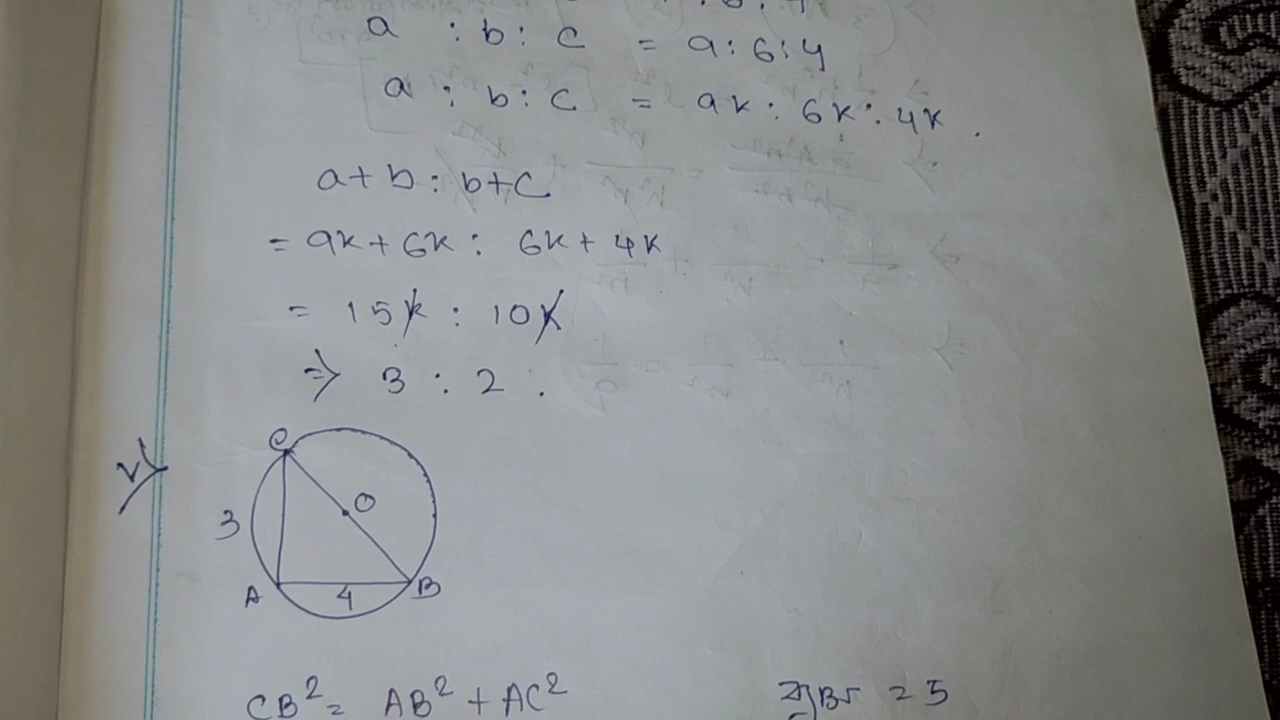 a : b : c = 9 : 6 : 4
a : b : c = 9k : 6k : 4k .
a+b : b+c
= 9k + 6k : 6k + 4k
= 15k : 10k
⇒ 3 : 2 .
2)
C
O
3
A 4 B
CB² = AB² + AC²
= 5